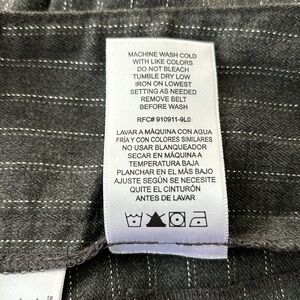 MACHINE WASH COLD
WITH LIKE COLORS
DO NOT BLEACH
TUMBLE DRY LOW
IRON ON LOWEST
SETTING AS NEEDED
REMOVE BELT
BEFORE WASH
RFC# 910911-9L0
LAVAR A MÁQUINA CON AGUA
FRÍA Y CON COLORES SIMILARES
NO USAR BLANQUEADOR
SECAR EN MÁQUINA A
TEMPERATURA BAJA
PLANCHAR EN EL MÁS BAJO
AJUSTE SEGÚN SE NECESITE
QUITE EL CINTURÓN
ANTES DE LAVAR